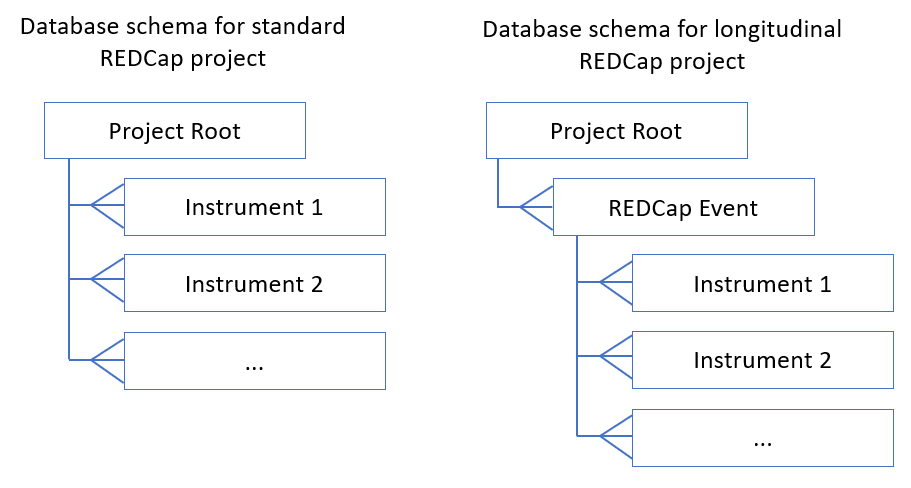 Database schema for standard
REDCap project
Project Root
Instrument 1
Instrument 2
...
Database schema for longitudinal
REDCap project
Project Root
REDCap Event
Instrument 1
Instrument 2
...